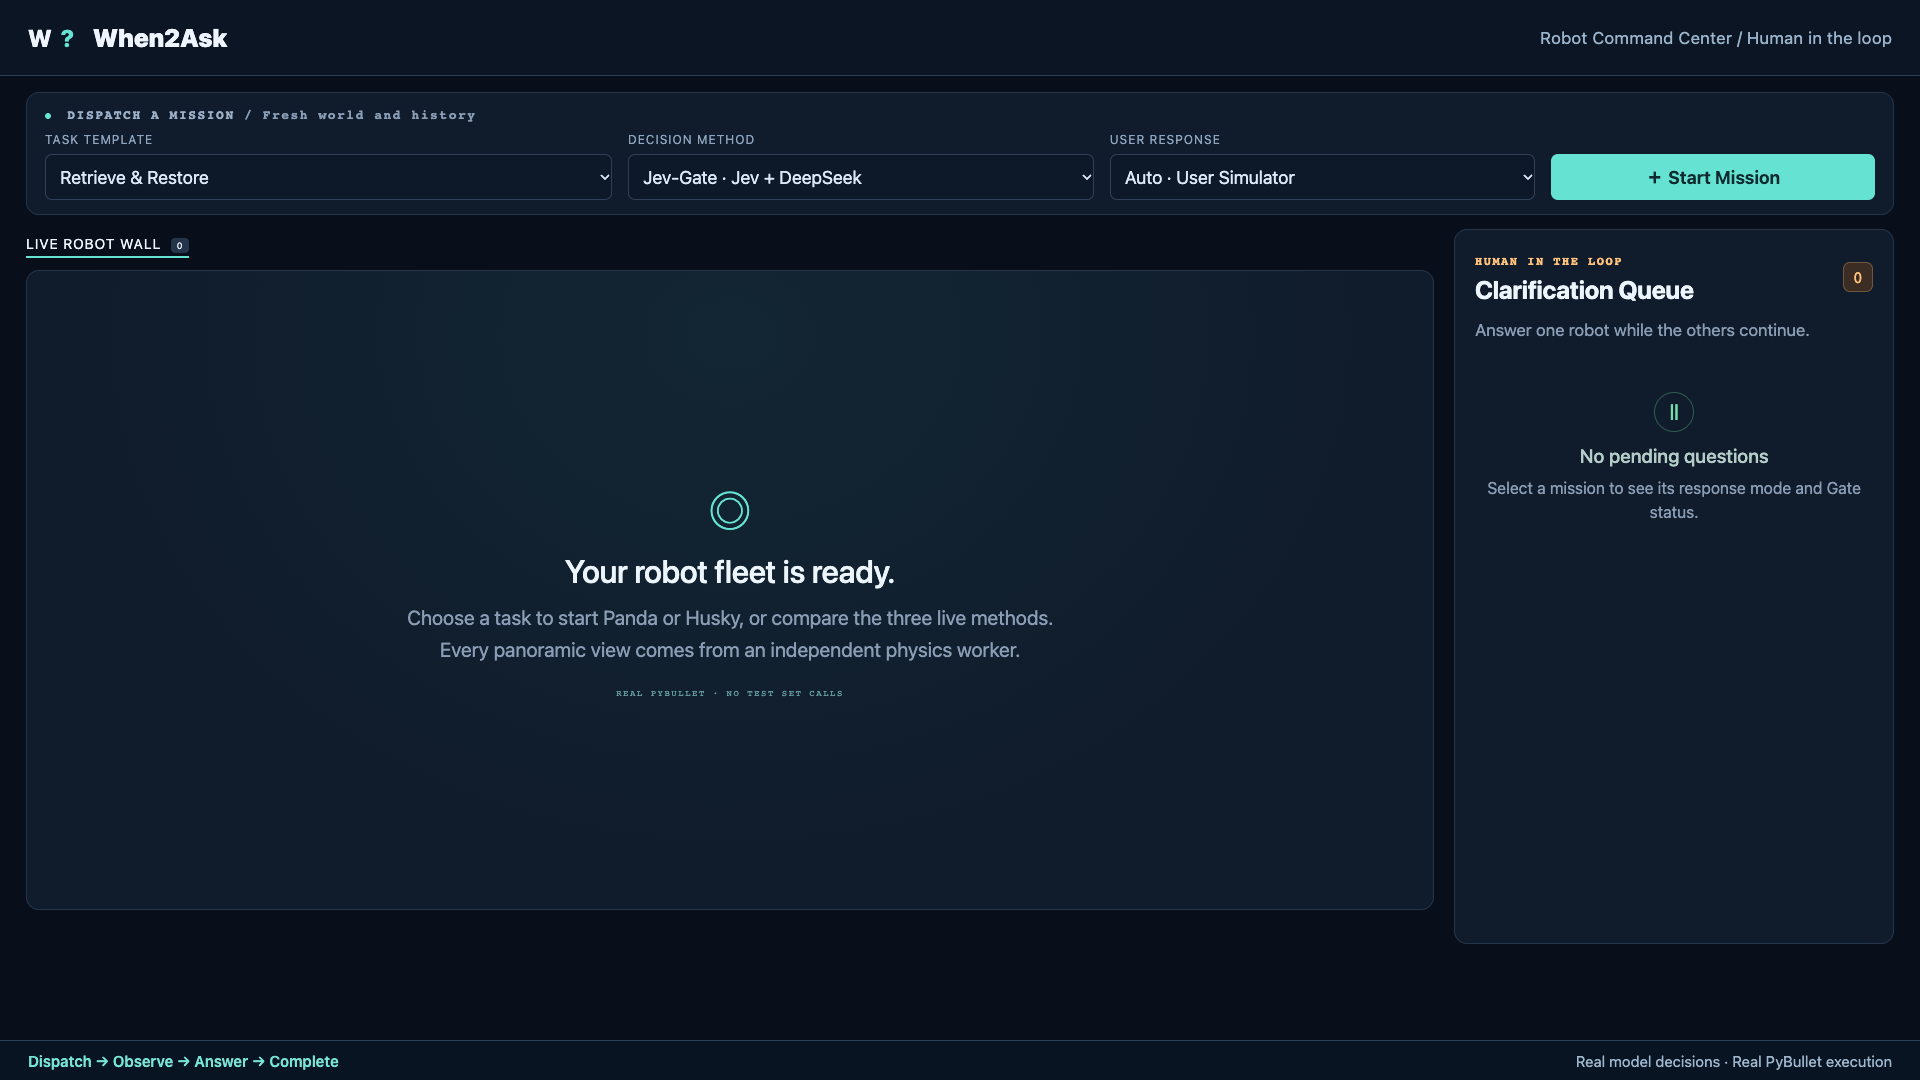 W ? When2Ask
Robot Command Center / Human in the loop
DISPATCH A MISSION / Fresh world and history
TASK TEMPLATE
Retrieve & Restore
DECISION METHOD
Jev-Gate · Jev + DeepSeek
USER RESPONSE
Auto · User Simulator
+ Start Mission
LIVE ROBOT WALL 0
Your robot fleet is ready.
Choose a task to start Panda or Husky, or compare the three live methods.
Every panoramic view comes from an independent physics worker.
REAL PYBULLET · NO TEST SET CALLS
HUMAN IN THE LOOP
Clarification Queue
0
Answer one robot while the others continue.
No pending questions
Select a mission to see its response mode and Gate
status.
Dispatch → Observe → Answer → Complete
Real model decisions · Real PyBullet execution